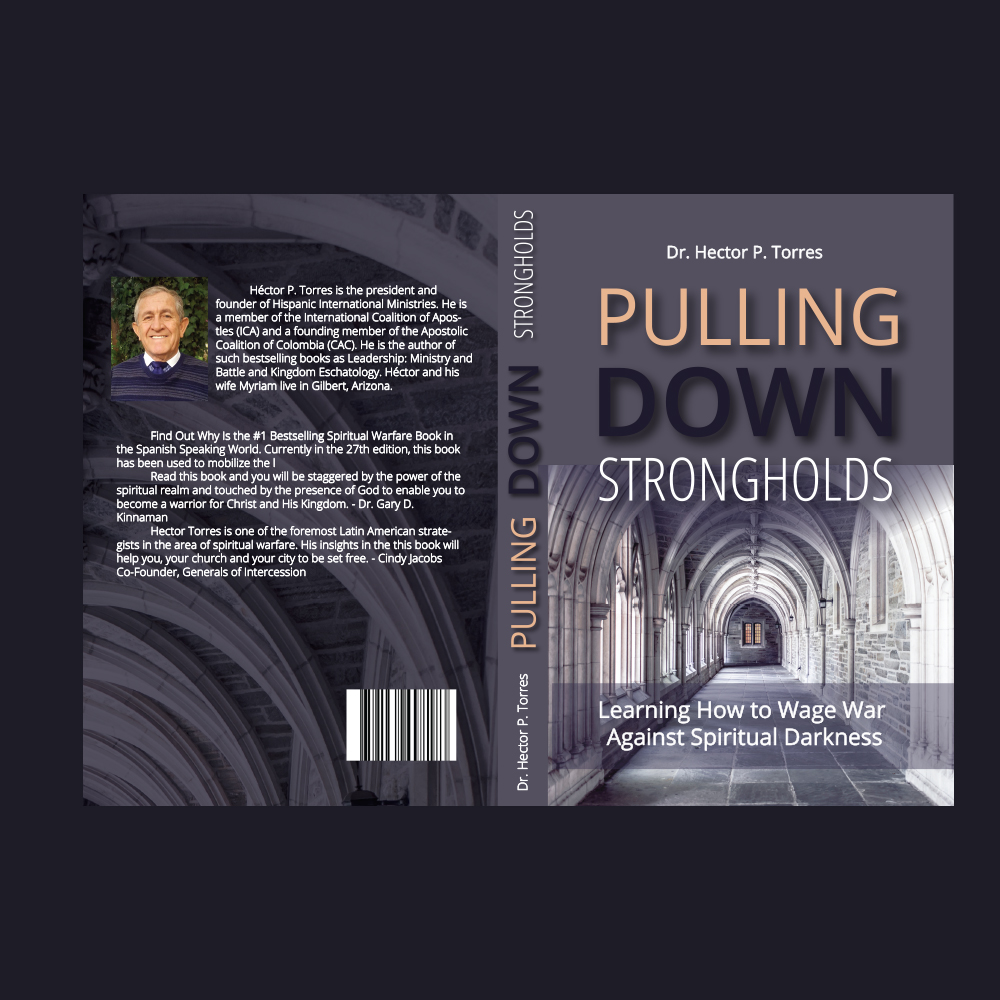 Héctor P. Torres is the president and
founder of Hispanic International Ministries. He is
a member of the International Coalition of Apos-
tles (ICA) and a founding member of the Apostolic
Coalition of Colombia (CAC). He is the author of
such bestselling books as Leadership: Ministry and
Battle and Kingdom Eschatology. Héctor and his
wife Myriam live in Gilbert, Arizona.
Find Out Why is the #1 Bestselling Spiritual Warfare Book in
the Spanish Speaking World. Currently in the 27th edition, this book
has been used to mobilize the l
Read this book and you will be staggered by the power of the
spiritual realm and touched by the presence of God to enable you to
become a warrior for Christ and His Kingdom. - Dr. Gary D.
Kinnaman
Hector Torres is one of the foremost Latin American strate-
gists in the area of spiritual warfare. His insights in the this book will
help you, your church and your city to be set free. - Cindy Jacobs
Co-Founder, Generals of Intercession
Dr. Hector P. Torres PULLING DOWN STRONGHOLDS
Dr. Hector P. Torres
PULLING
DOWN
STRONGHOLDS
Learning How to Wage War
Against Spiritual Darkness